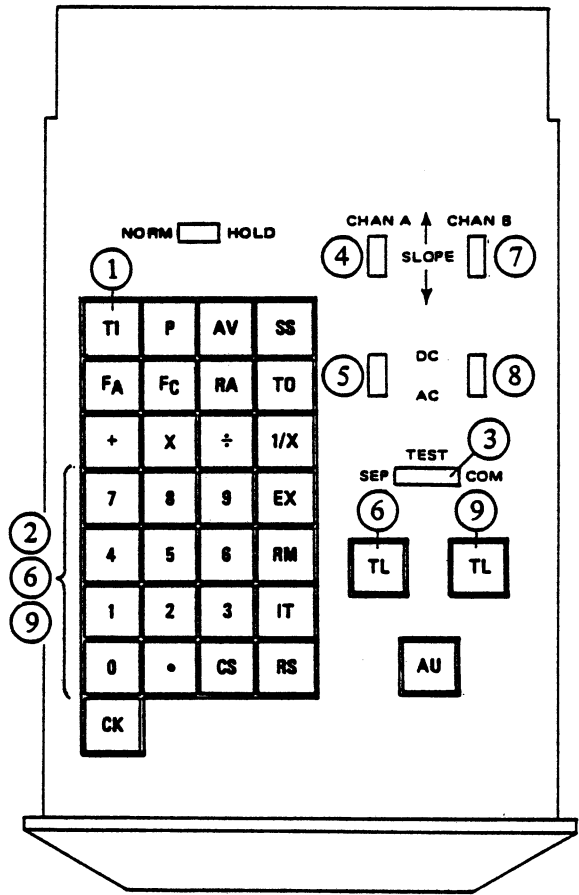 CHAN A CHAN B
NORM HOLD
4 SLOPE 7
1
TI P AV SS
DC
FA FC RA TO 5 8
AC
+ X ÷ 1/X
TEST 3
SEP COM
7 8 9 EX
6 9
2
4 5 6 RM
TL TL
6
1 2 3 IT
9
0 • CS RS
AU
CK